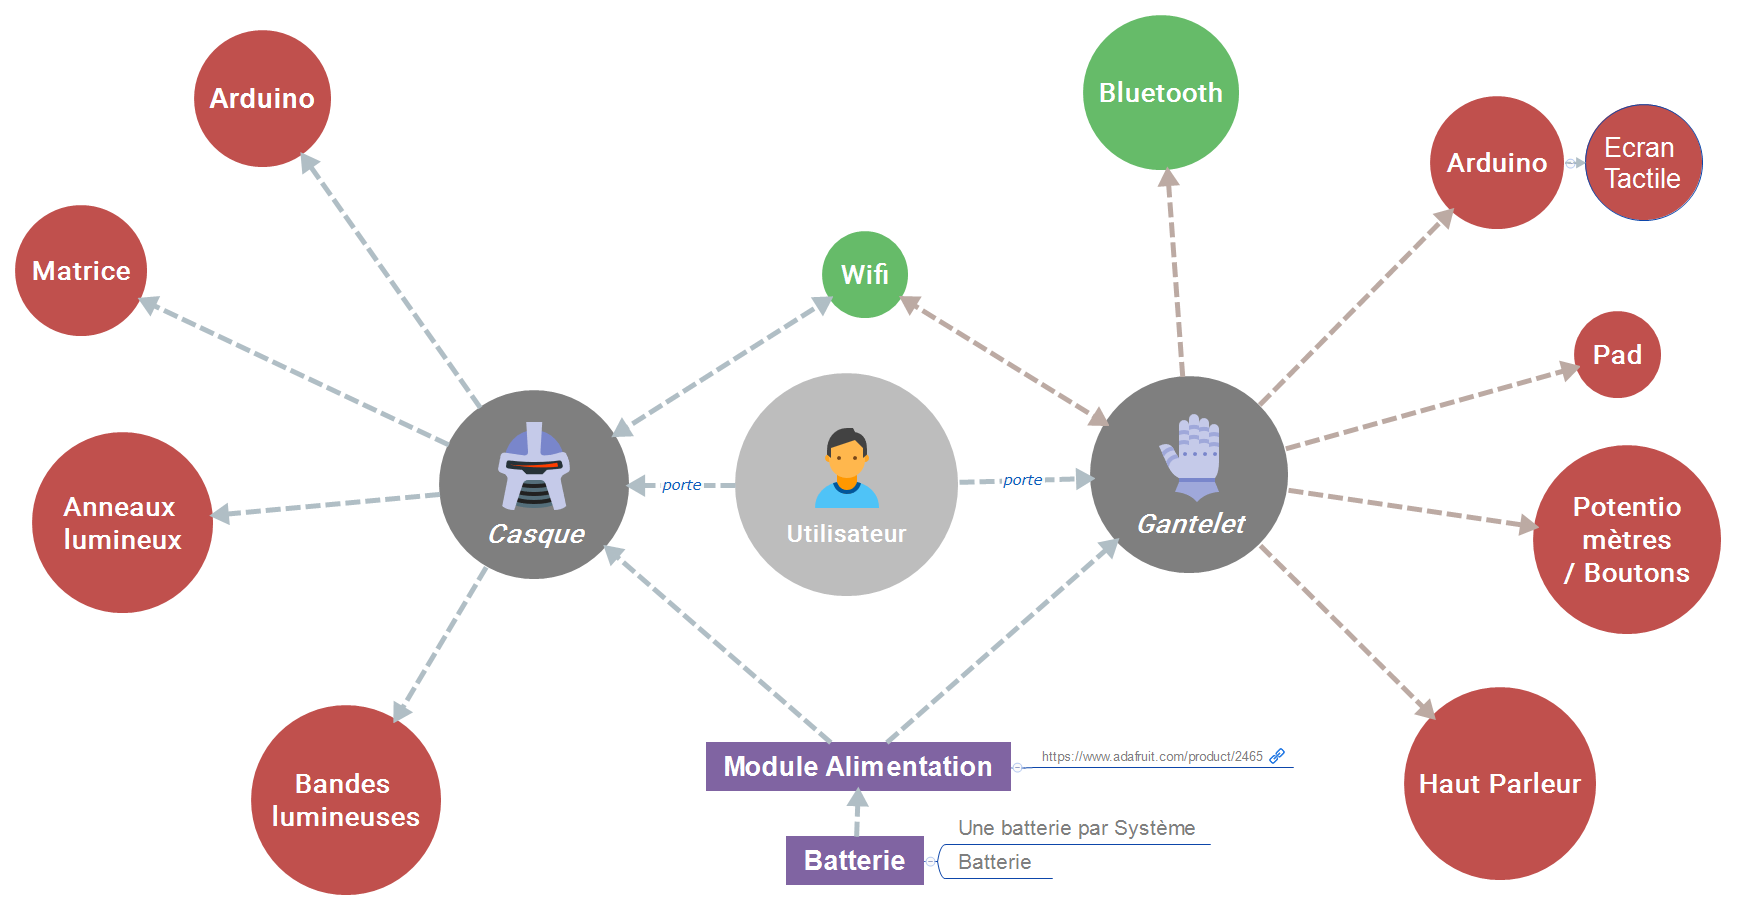 Arduino
Bluetooth
Arduino
Ecran
Tactile
Matrice
Wifi
Pad
Anneaux
lumineux
Casque
porte
Utilisateur
porte
Gantelet
Potentio
mètres
/ Boutons
Bandes
lumineuses
Module Alimentation
https://www.adafruit.com/product/2465
Haut Parleur
Batterie
Une batterie par Système
Batterie